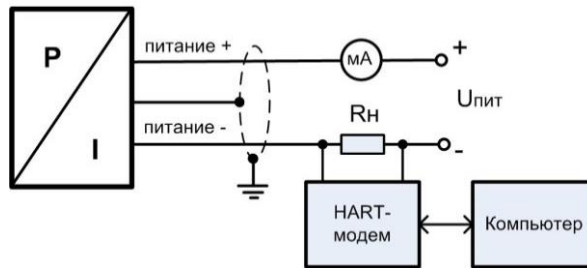 P
I
питание +
питание -
мА
+
Uпит
-
Rн
HART-
модем
Компьютер